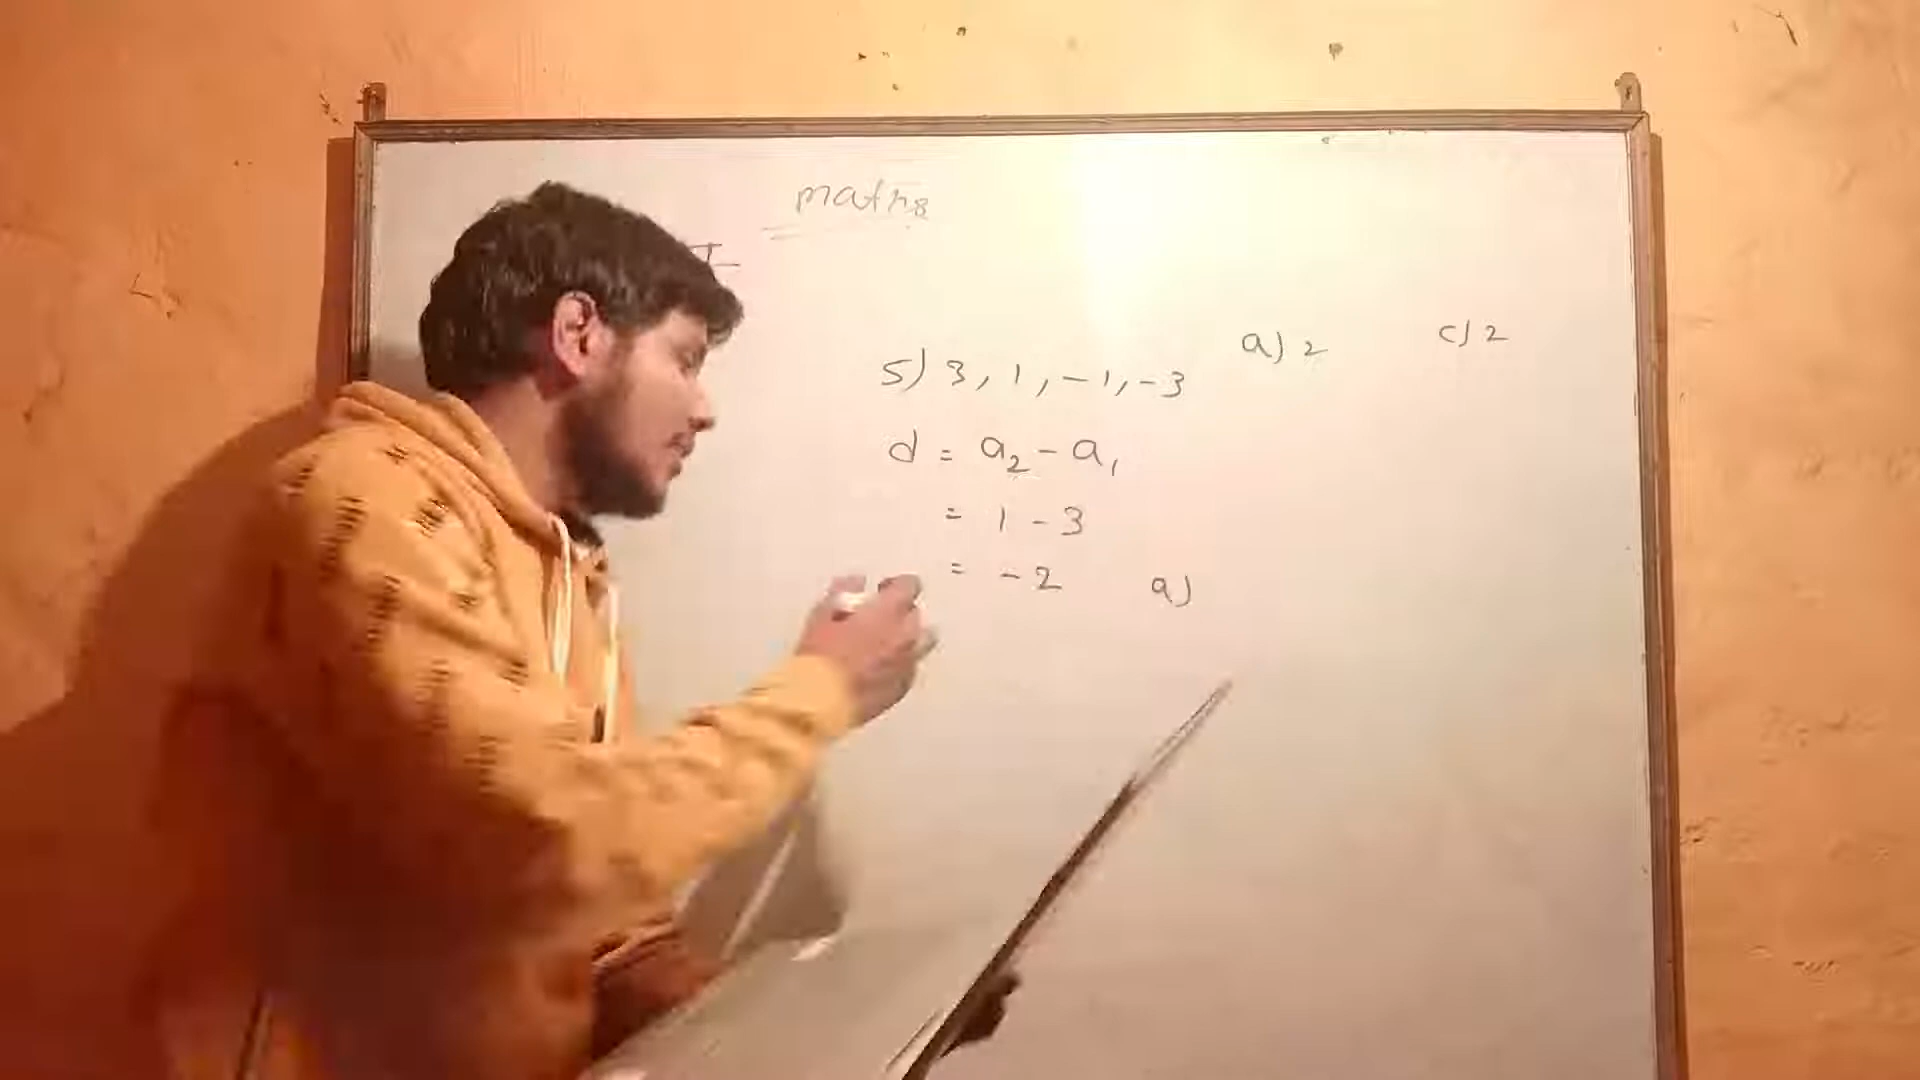 maths
I
5) 3, 1, -1, -3
a) 2
c) 2
d = a₂ - a₁
= 1 - 3
= -2
a)